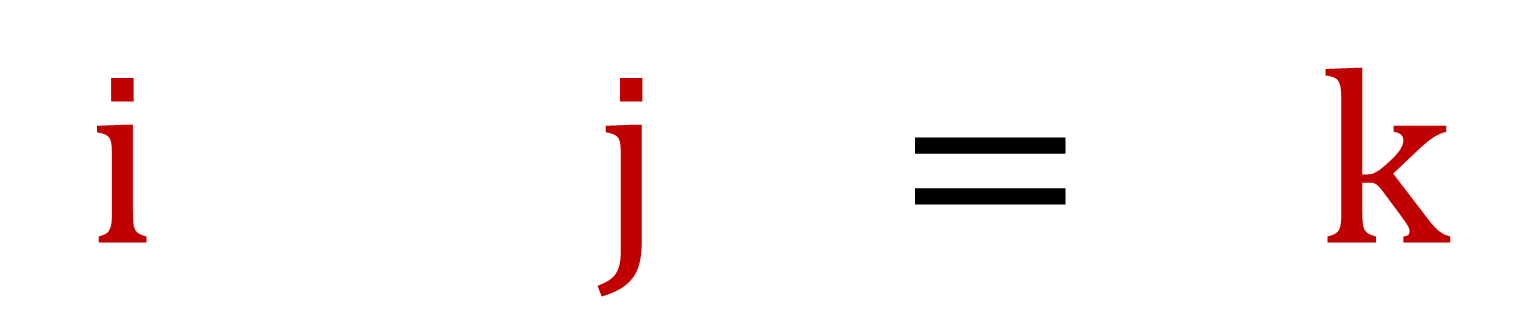 i j = k